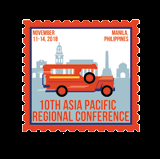 NOVEMBER
11-14, 2018
MANILA,
PHILIPPINES
10TH ASIA PACIFIC
REGIONAL CONFERENCE